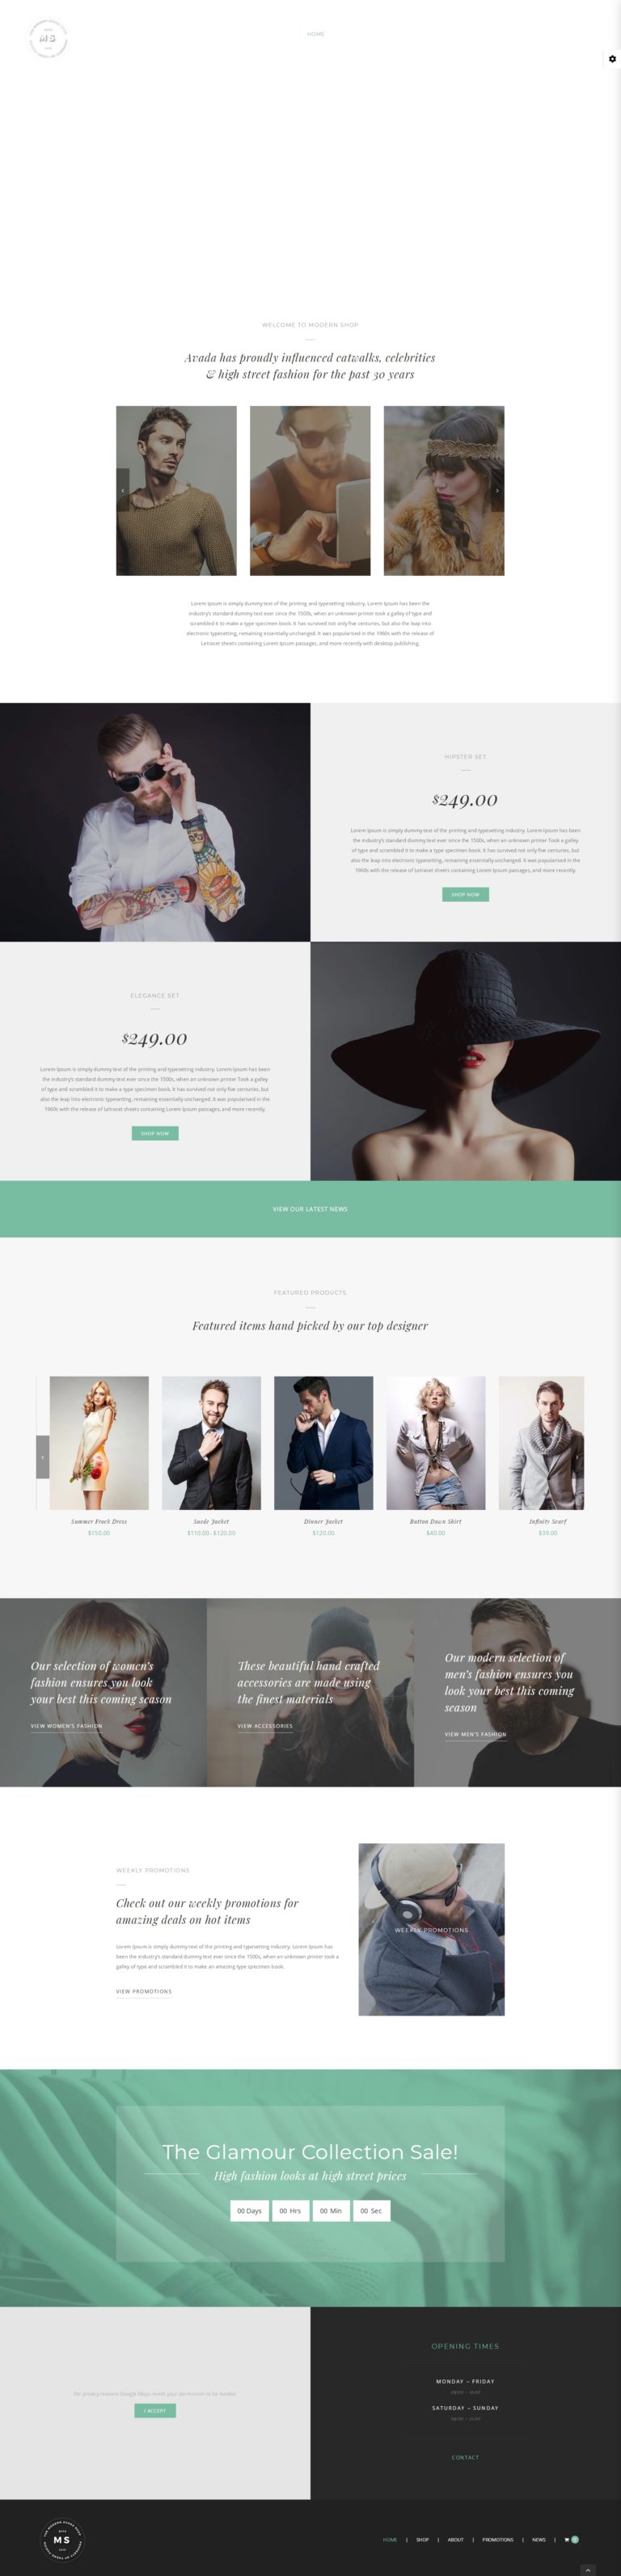 MS
HOME
WELCOME TO MODERN SHOP
Avada has proudly influenced catwalks, celebrities
& high street fashion for the past 30 years
Lorem Ipsum is simply dummy text of the printing and typesetting industry. Lorem Ipsum has been the
industry's standard dummy text ever since the 1500s, when an unknown printer took a galley of type and
scrambled it to make a type specimen book. It has survived not only five centuries, but also the leap into
electronic typesetting, remaining essentially unchanged. It was popularised in the 1960s with the release of
Letraset sheets containing Lorem Ipsum passages, and more recently with desktop publishing.
HIPSTER SET
$249.00
Lorem Ipsum is simply dummy text of the printing and typesetting industry. Lorem Ipsum has been
the industry's standard dummy text ever since the 1500s, when an unknown printer Took a galley
of type and scrambled it to make a type specimen book. It has survived not only five centuries, but
also the leap into electronic typesetting, remaining essentially unchanged. It was popularised in the
1960s with the release of Letraset sheets containing Lorem Ipsum passages, and more recently.
SHOP NOW
ELEGANCE SET
$249.00
Lorem Ipsum is simply dummy text of the printing and typesetting industry. Lorem Ipsum has been
the industry's standard dummy text ever since the 1500s, when an unknown printer Took a galley
of type and scrambled it to make a type specimen book. It has survived not only five centuries, but
also the leap into electronic typesetting, remaining essentially unchanged. It was popularised in the
1960s with the release of Letraset sheets containing Lorem Ipsum passages, and more recently.
SHOP NOW
VIEW OUR LATEST NEWS
FEATURED PRODUCTS
Featured items hand picked by our top designer
Summer Frock Dress
$150.00
Suede Jacket
$110.00 - $120.00
Dinner Jacket
$120.00
Button Down Shirt
$40.00
Infinity Scarf
$39.00
Our selection of women's
fashion ensures you look
your best this coming season
VIEW WOMEN'S FASHION
These beautiful hand crafted
accessories are made using
the finest materials
VIEW ACCESSORIES
Our modern selection of
men's fashion ensures you
look your best this coming
season
VIEW MEN'S FASHION
WEEKLY PROMOTIONS
Check out our weekly promotions for
amazing deals on hot items
Lorem Ipsum is simply dummy text of the printing and typesetting industry. Lorem Ipsum has
been the industry's standard dummy text ever since the 1500s, when an unknown printer took a
galley of type and scrambled it to make an amazing type specimen book.
VIEW PROMOTIONS
WEEKLY PROMOTIONS
The Glamour Collection Sale!
High fashion looks at high street prices
00 Days 00 Hrs 00 Min 00 Sec
For privacy reasons Google Maps needs your permission to be loaded.
I ACCEPT
OPENING TIMES
MONDAY – FRIDAY
SATURDAY – SUNDAY
CONTACT
MS
HOME | SHOP | ABOUT | PROMOTIONS | NEWS | 0